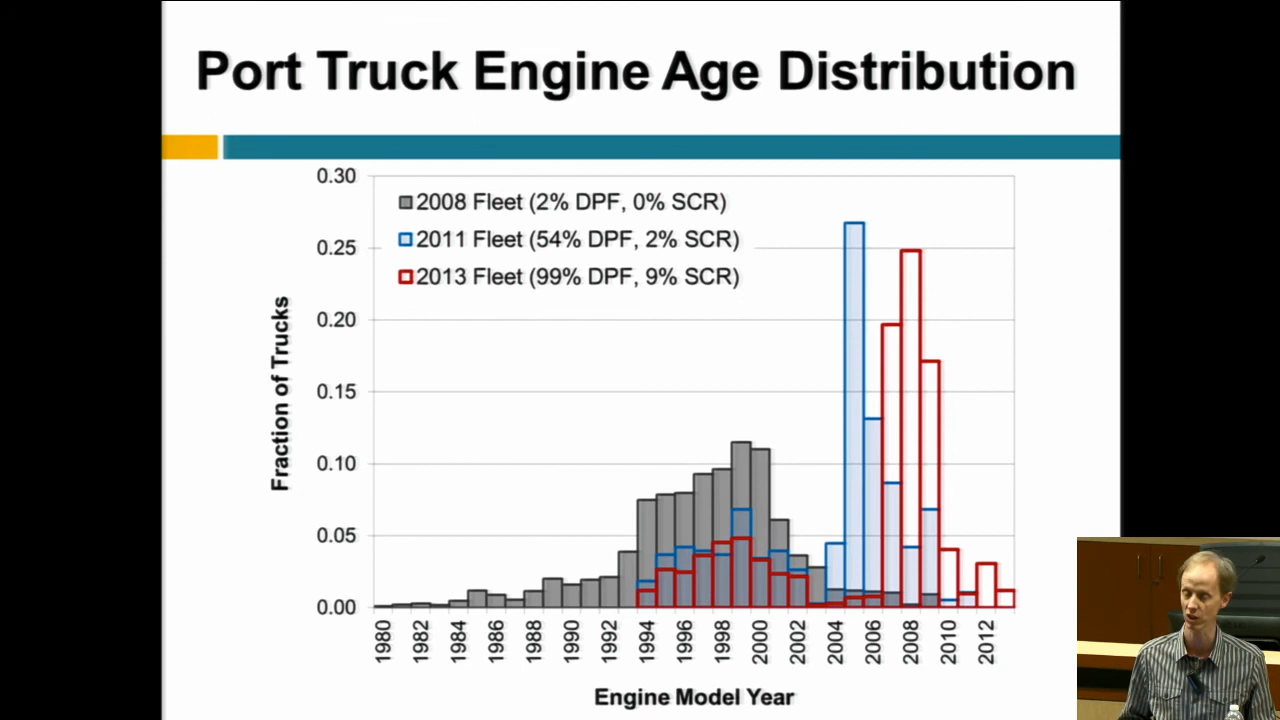 Port Truck Engine Age Distribution
0.30
0.25
0.20
0.15
0.10
0.05
0.00
Fraction of Trucks
2008 Fleet (2% DPF, 0% SCR)
2011 Fleet (54% DPF, 2% SCR)
2013 Fleet (99% DPF, 9% SCR)
1980 1982 1984 1986 1988 1990 1992 1994 1996 1998 2000 2002 2004 2006 2008 2010 2012
Engine Model Year